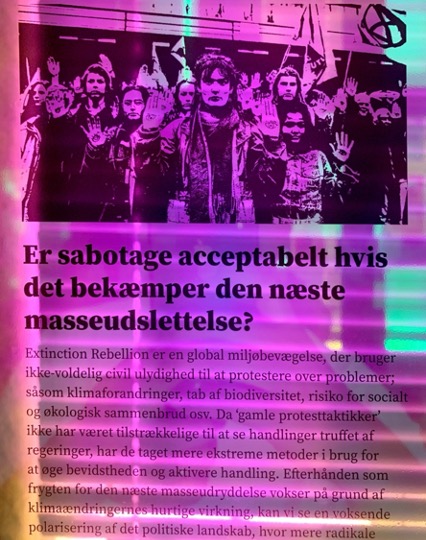 Er sabotage acceptabelt hvis
det bekæmper den næste
masseudslettelse?
Extinction Rebellion er en global miljøbevægelse, der bruger
ikke-voldelig civil ulydighed til at protestere over problemer;
såsom klimaforandringer, tab af biodiversitet, risiko for socialt
og økologisk sammenbrud osv. Da ‘gamle protesttaktikker’
ikke har været tilstrækkelige til at se handlinger truffet af
regeringer, har de taget mere ekstreme metoder i brug for
at øge bevidstheden og aktivere handling. Efterhånden som
frygten for den næste masseudryddelse vokser på grund af
klimaændringernes hurtige virkning, kan vi se en voksende
polarisering af det politiske landskab, hvor mere radikale